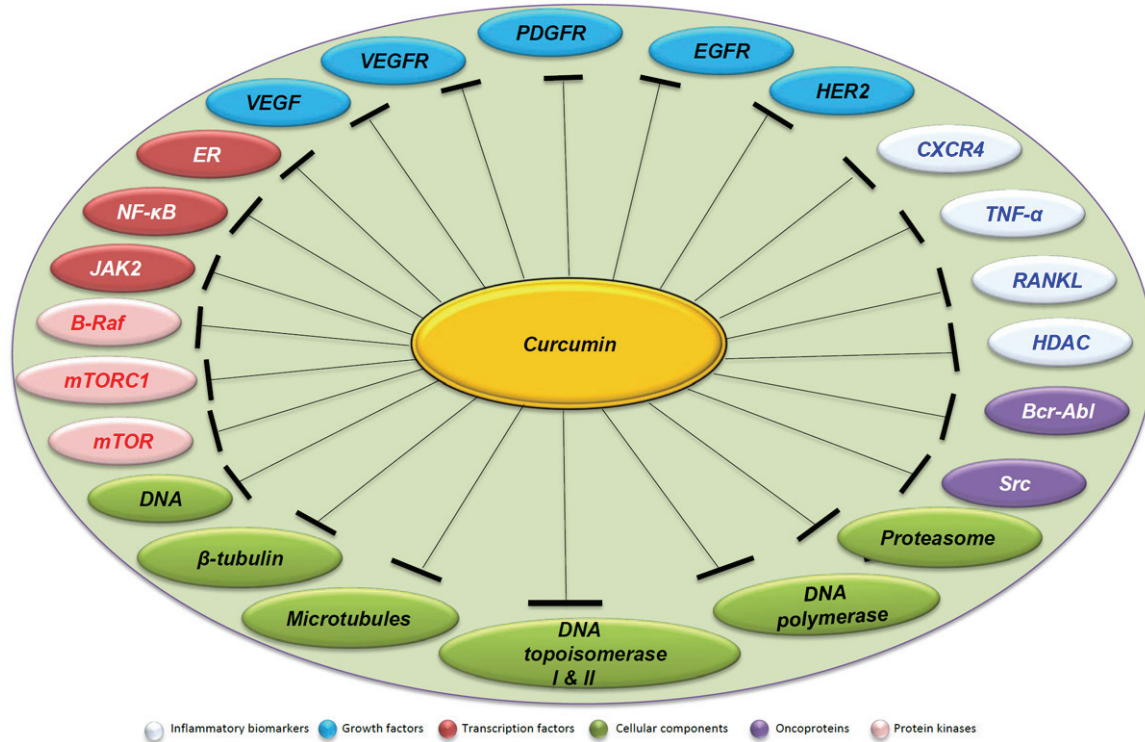 PDGFR
VEGFR
EGFR
VEGF
HER2
ER
CXCR4
NF-κB
TNF-α
JAK2
RANKL
B-Raf
HDAC
Curcumin
mTORC1
Bcr-Abl
mTOR
Src
DNA
Proteasome
β-tubulin
DNA
polymerase
Microtubules
DNA
topoisomerase
I & II
Inflammatory biomarkers
Growth factors
Transcription factors
Cellular components
Oncoproteins
Protein kinases